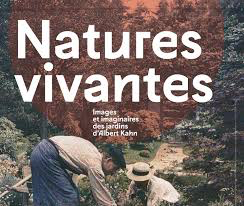 Natures
vivantes
Images
et imaginaires
des jardins
d'Albert Kahn